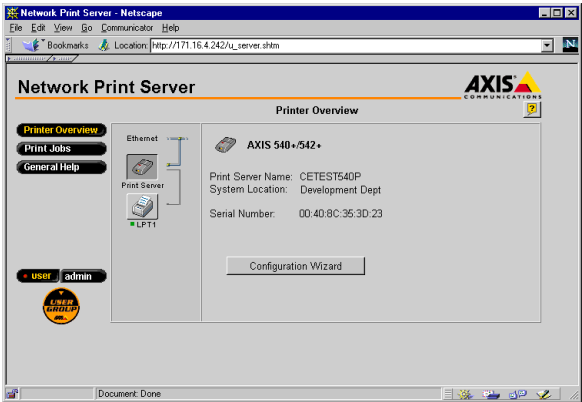 Network Print Server - Netscape
File Edit View Go Communicator Help
Bookmarks Location: http://171.16.4.242/u_server.shtm
N
Network Print Server
AXIS
COMMUNICATIONS
Printer Overview
?
Printer Overview
Print Jobs
General Help
Ethernet
Print Server
LPT1
AXIS 540+/542+
Print Server Name: CETEST540P
System Location: Development Dept
Serial Number: 00:40:8C:35:3D:23
Configuration Wizard
user admin
USER
GROUP
Document: Done